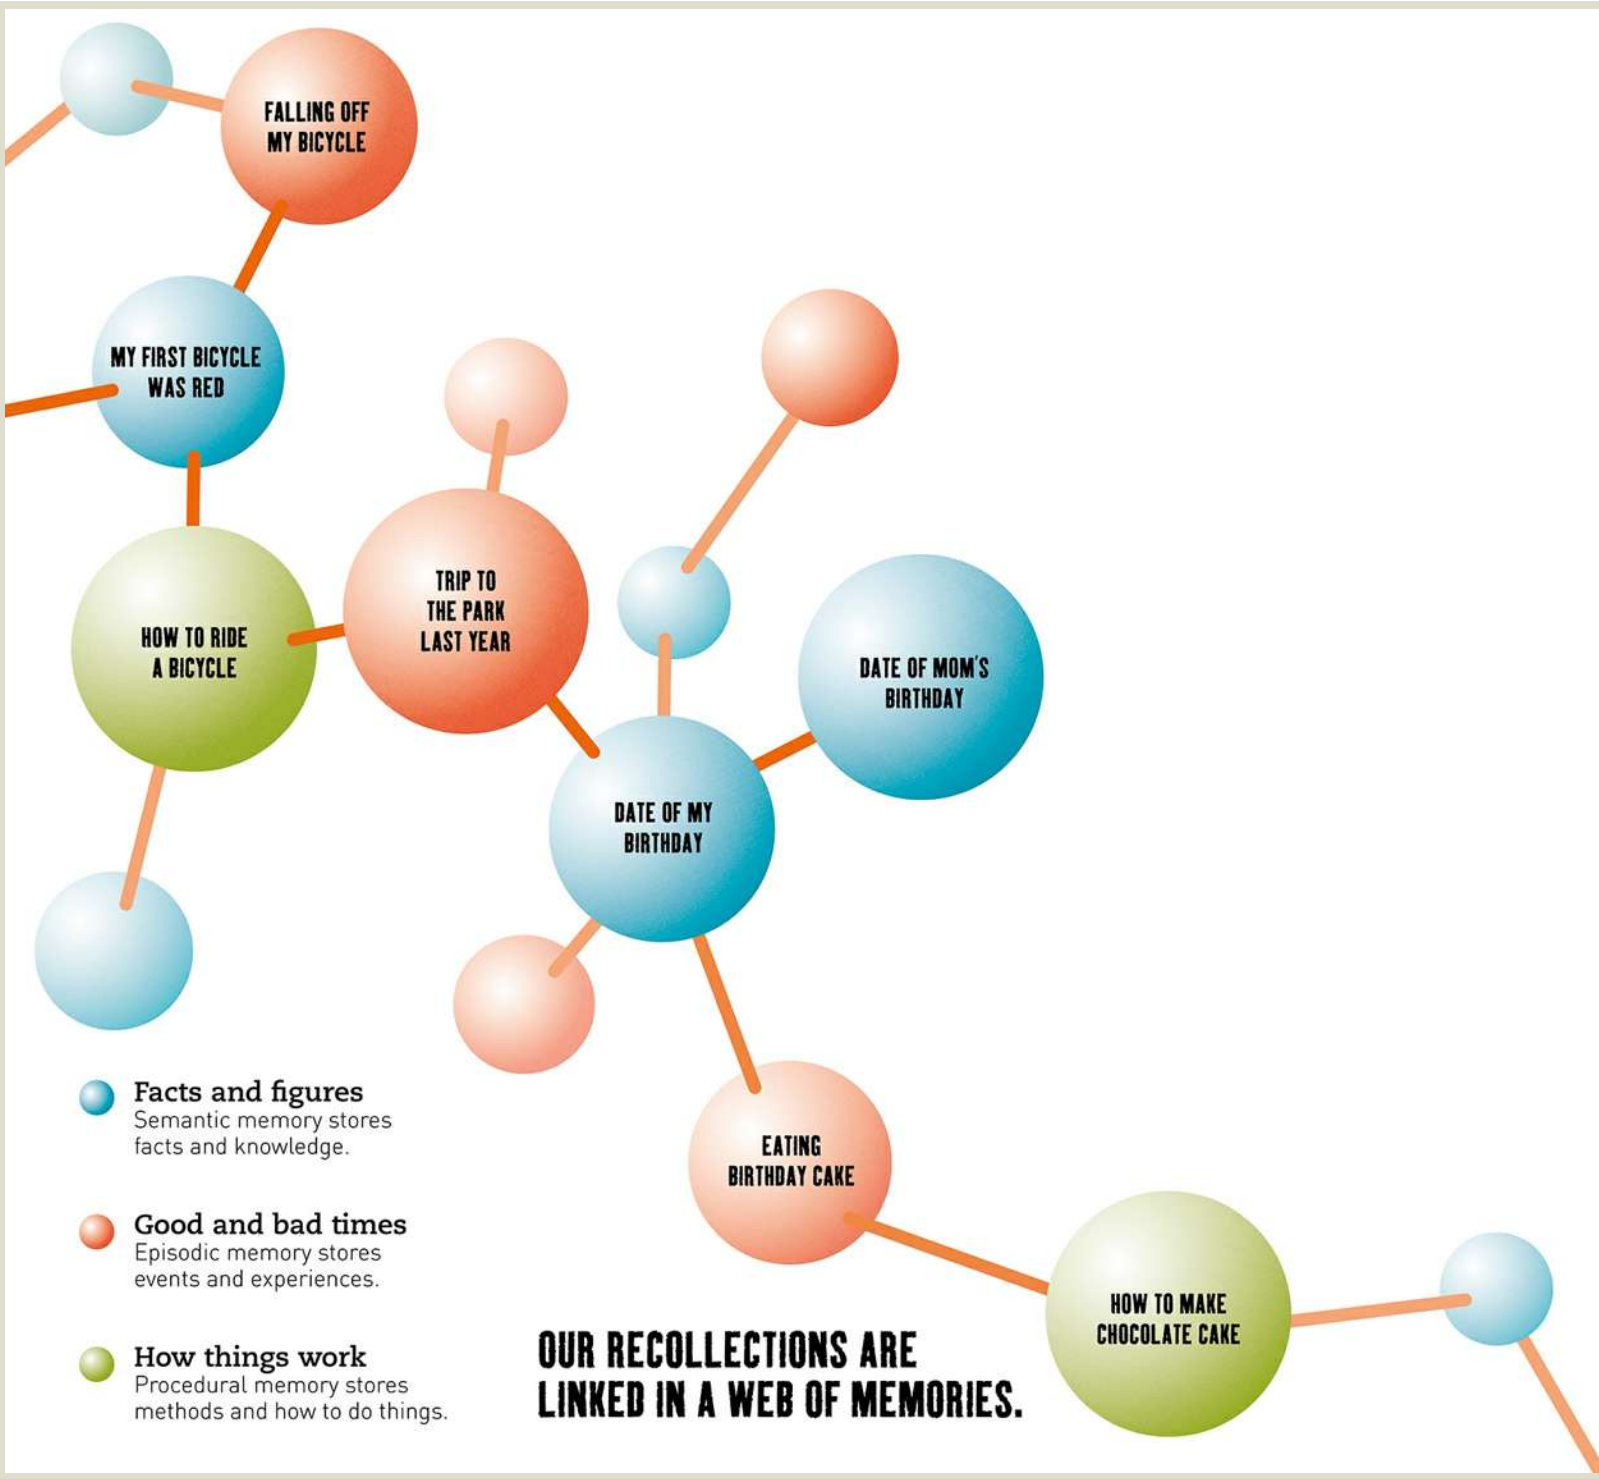 FALLING OFF
MY BICYCLE
MY FIRST BICYCLE
WAS RED
TRIP TO
THE PARK
LAST YEAR
HOW TO RIDE
A BICYCLE
DATE OF MOM'S
BIRTHDAY
DATE OF MY
BIRTHDAY
Facts and figures
Semantic memory stores
facts and knowledge.
EATING
BIRTHDAY CAKE
Good and bad times
Episodic memory stores
events and experiences.
HOW TO MAKE
CHOCOLATE CAKE
How things work
Procedural memory stores
methods and how to do things.
OUR RECOLLECTIONS ARE
LINKED IN A WEB OF MEMORIES.